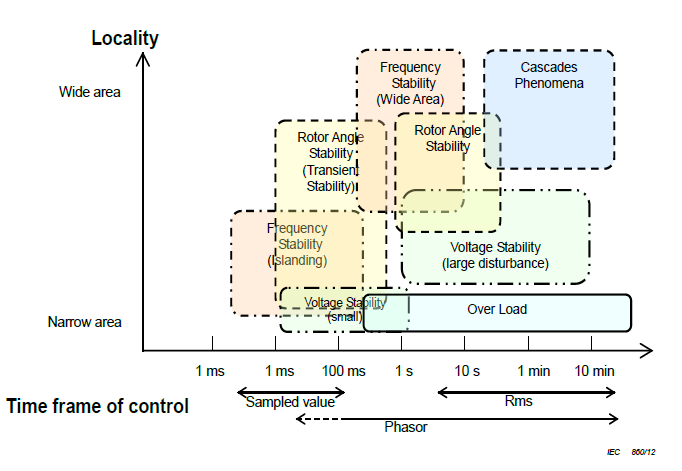 Locality
Wide area
Narrow area
Frequency
Stability
(Wide Area)
Cascades
Phenomena
Rotor Angle
Stability
(Transient
Stability)
Rotor Angle
Stability
Frequency
Stability
(Islanding)
Voltage Stability
(large disturbance)
Voltage Stability
(small)
Over Load
1 ms
1 ms
100 ms
1 s
10 s
1 min
10 min
Time frame of control
Sampled value
Rms
Phasor
IEC 860/12